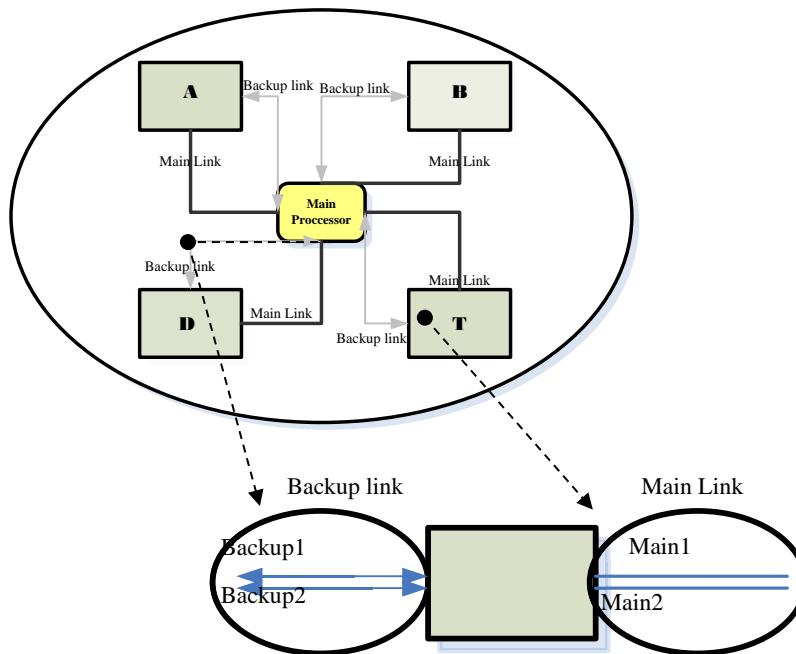 A
Backup link
Backup link
B
Main Link
Main Link
Main
Proccessor
Backup link
Main Link
D
Main Link
T
Backup link
Backup link
Main Link
Backup1
Main1
Backup2
Main2